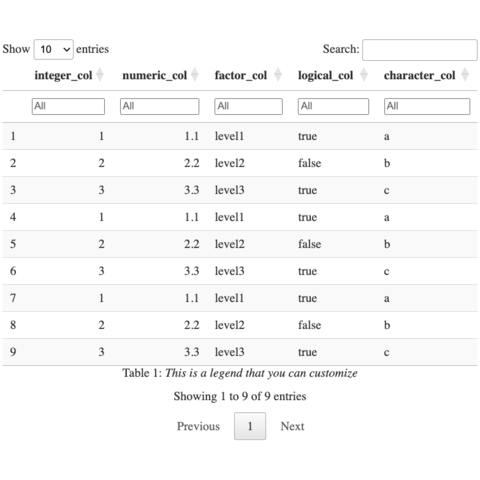 Show 10 entries Search:
integer_col numeric_col factor_col logical_col character_col
All All All All All
1 1 1.1 level1 true a
2 2 2.2 level2 false b
3 3 3.3 level3 true c
4 1 1.1 level1 true a
5 2 2.2 level2 false b
6 3 3.3 level3 true c
7 1 1.1 level1 true a
8 2 2.2 level2 false b
9 3 3.3 level3 true c
Table 1: This is a legend that you can customize
Showing 1 to 9 of 9 entries
Previous 1 Next